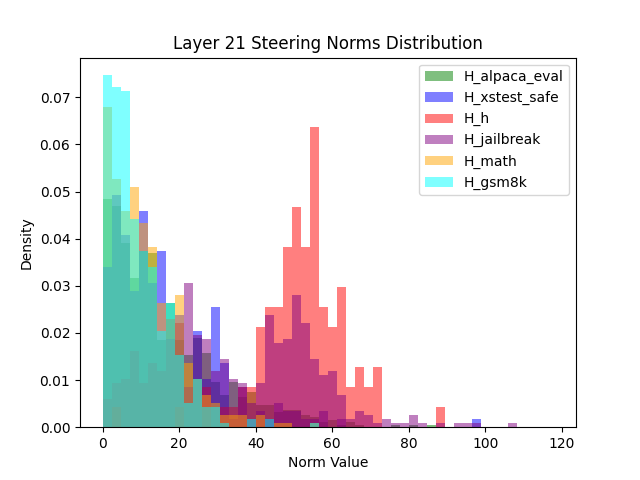 Layer 21 Steering Norms Distribution
H_alpaca_eval
H_xstest_safe
H_h
H_jailbreak
H_math
H_gsm8k
Density
0.07
0.06
0.05
0.04
0.03
0.02
0.01
0.00
0 20 40 60 80 100 120
Norm Value